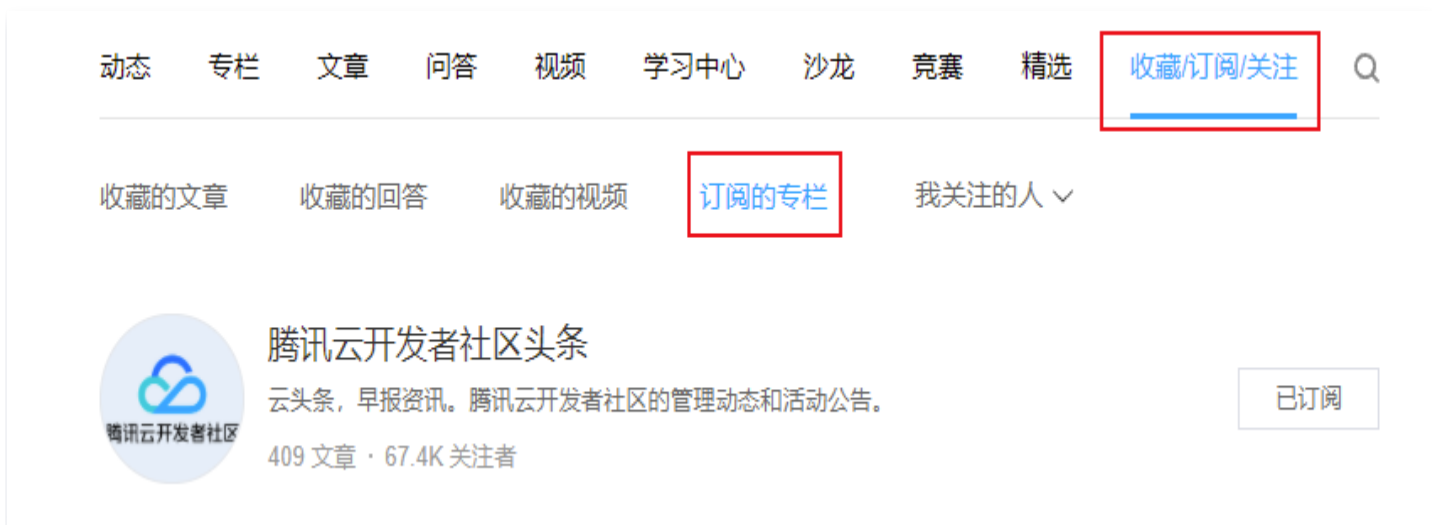 动态 专栏 文章 问答 视频 学习中心 沙龙 竞赛 精选 收藏/订阅/关注
收藏的文章 收藏的回答 收藏的视频 订阅的专栏 我关注的人
腾讯云开发者社区头条
云头条，早报资讯。腾讯云开发者社区的管理动态和活动公告。
已订阅
腾讯云开发者社区
409 文章 · 67.4K 关注者